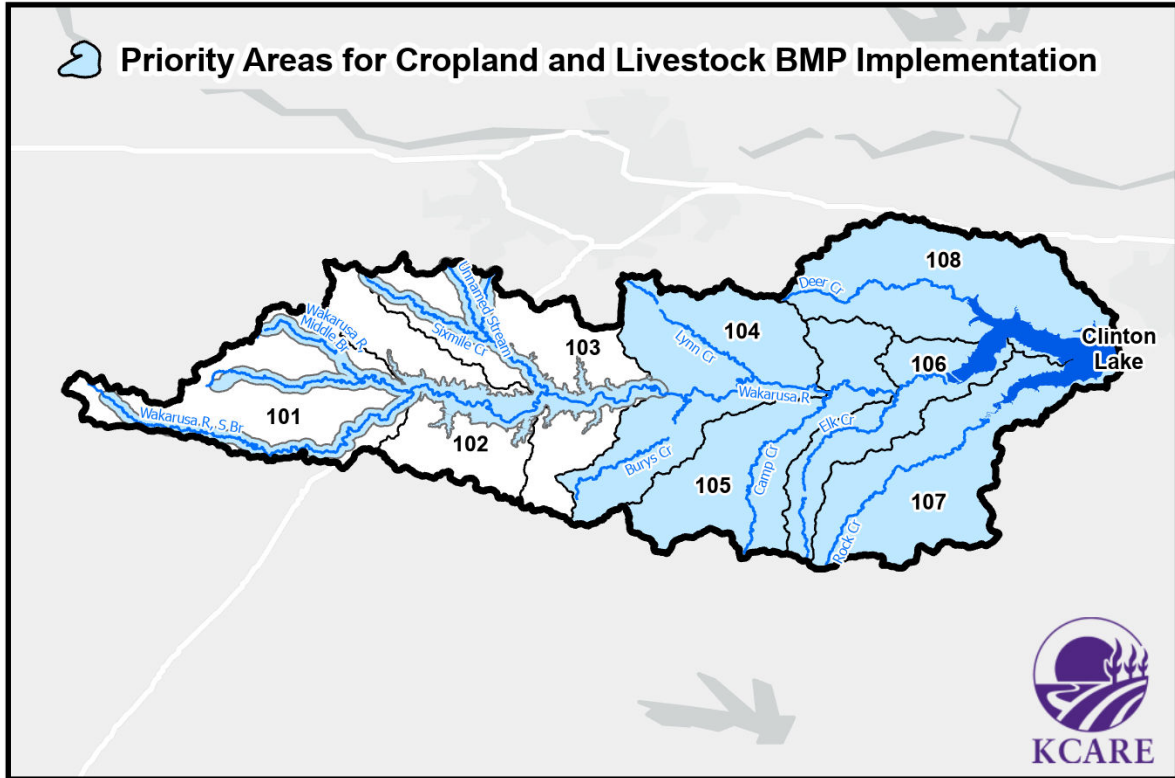 Priority Areas for Cropland and Livestock BMP Implementation
108
Deer Cr
Unnamed Stream
Wakarusa R,
Middle Br
Sixmile Cr
103
104
Lynn Cr
Clinton
Lake
106
Wakarusa R
Wakarusa R, S Br
101
102
Elk Cr
Burys Cr
Camp Cr
105
107
Rock Cr
KCARE